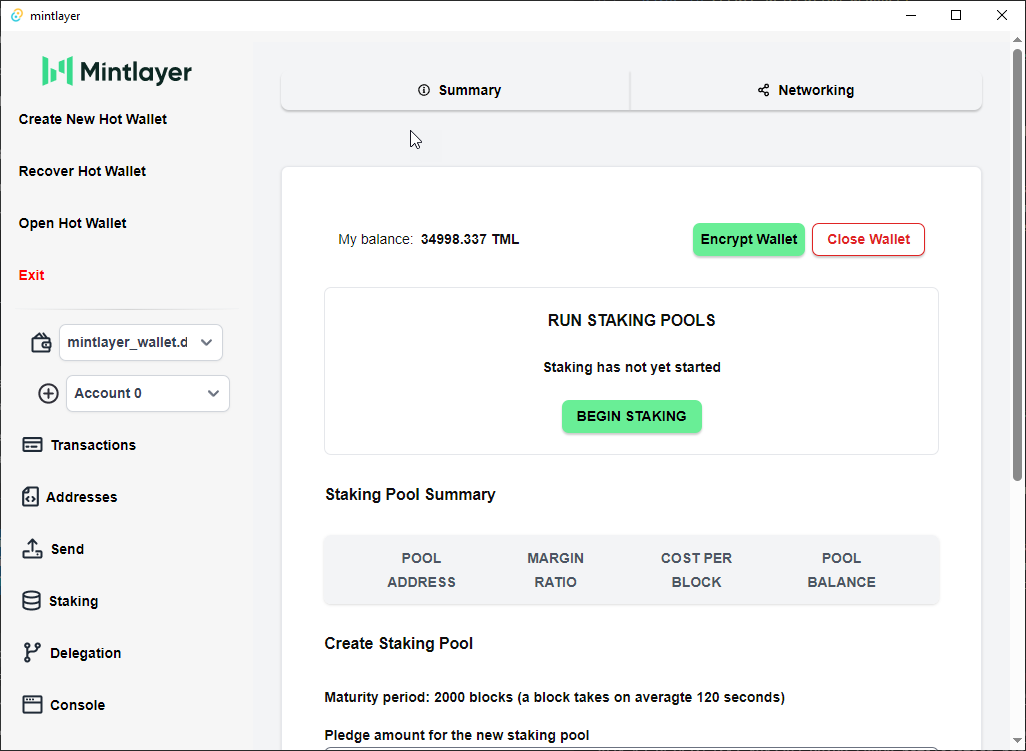 mintlayer
Mintlayer
Create New Hot Wallet
Recover Hot Wallet
Open Hot Wallet
Exit
mintlayer_wallet.d
Account 0
Transactions
Addresses
Send
Staking
Delegation
Console
Summary
Networking
My balance: 34998.337 TML
Encrypt Wallet
Close Wallet
RUN STAKING POOLS
Staking has not yet started
BEGIN STAKING
Staking Pool Summary
POOL ADDRESS
MARGIN RATIO
COST PER BLOCK
POOL BALANCE
Create Staking Pool
Maturity period: 2000 blocks (a block takes on averagte 120 seconds)
Pledge amount for the new staking pool